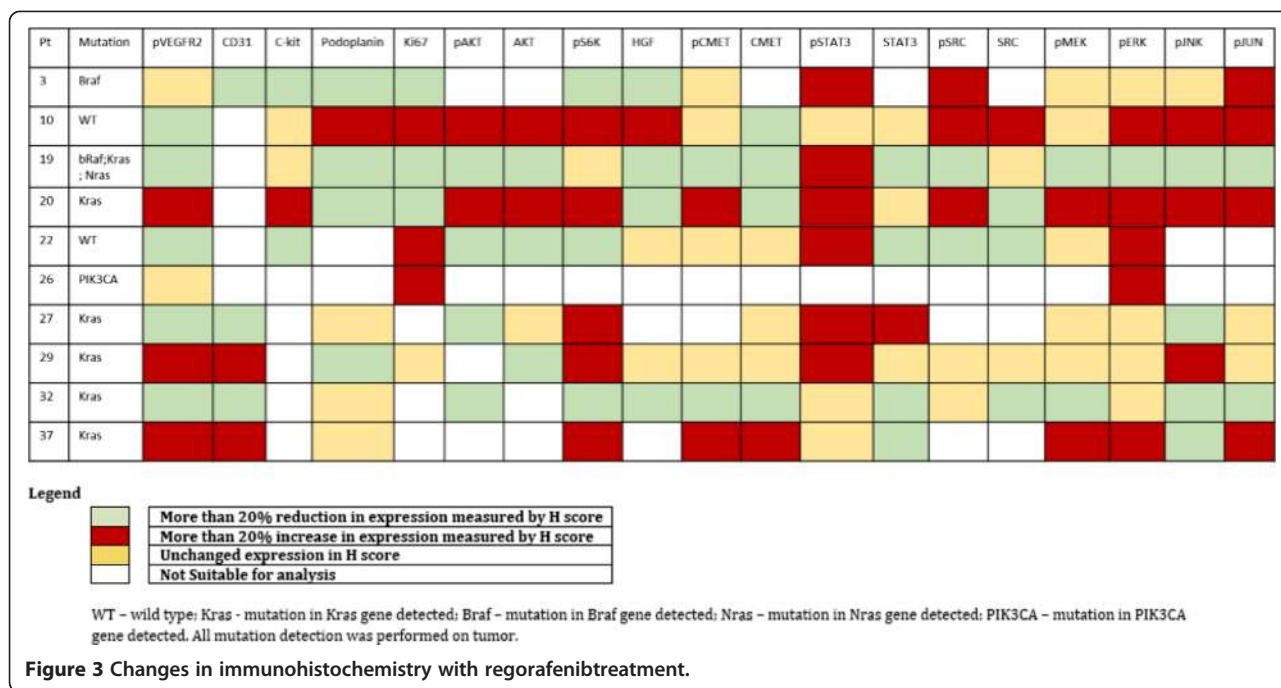 Pt Mutation pVEGFR2 CD31 C-kit Podoplanin Ki67 pAKT AKT pS6K HGF pCMET CMET pSTAT3 STAT3 pSRC SRC pMEK pERK pJNK pJUN
3 Braf
10 WT
19 bRaf;Kras
; Nras
20 Kras
22 WT
26 PIK3CA
27 Kras
29 Kras
32 Kras
37 Kras
Legend
More than 20% reduction in expression measured by H score
More than 20% increase in expression measured by H score
Unchanged expression in H score
Not Suitable for analysis
WT – wild type; Kras - mutation in Kras gene detected; Braf – mutation in Braf gene detected; Nras – mutation in Nras gene detected; PIK3CA – mutation in PIK3CA
gene detected. All mutation detection was performed on tumor.
Figure 3 Changes in immunohistochemistry with regorafenibtreatment.